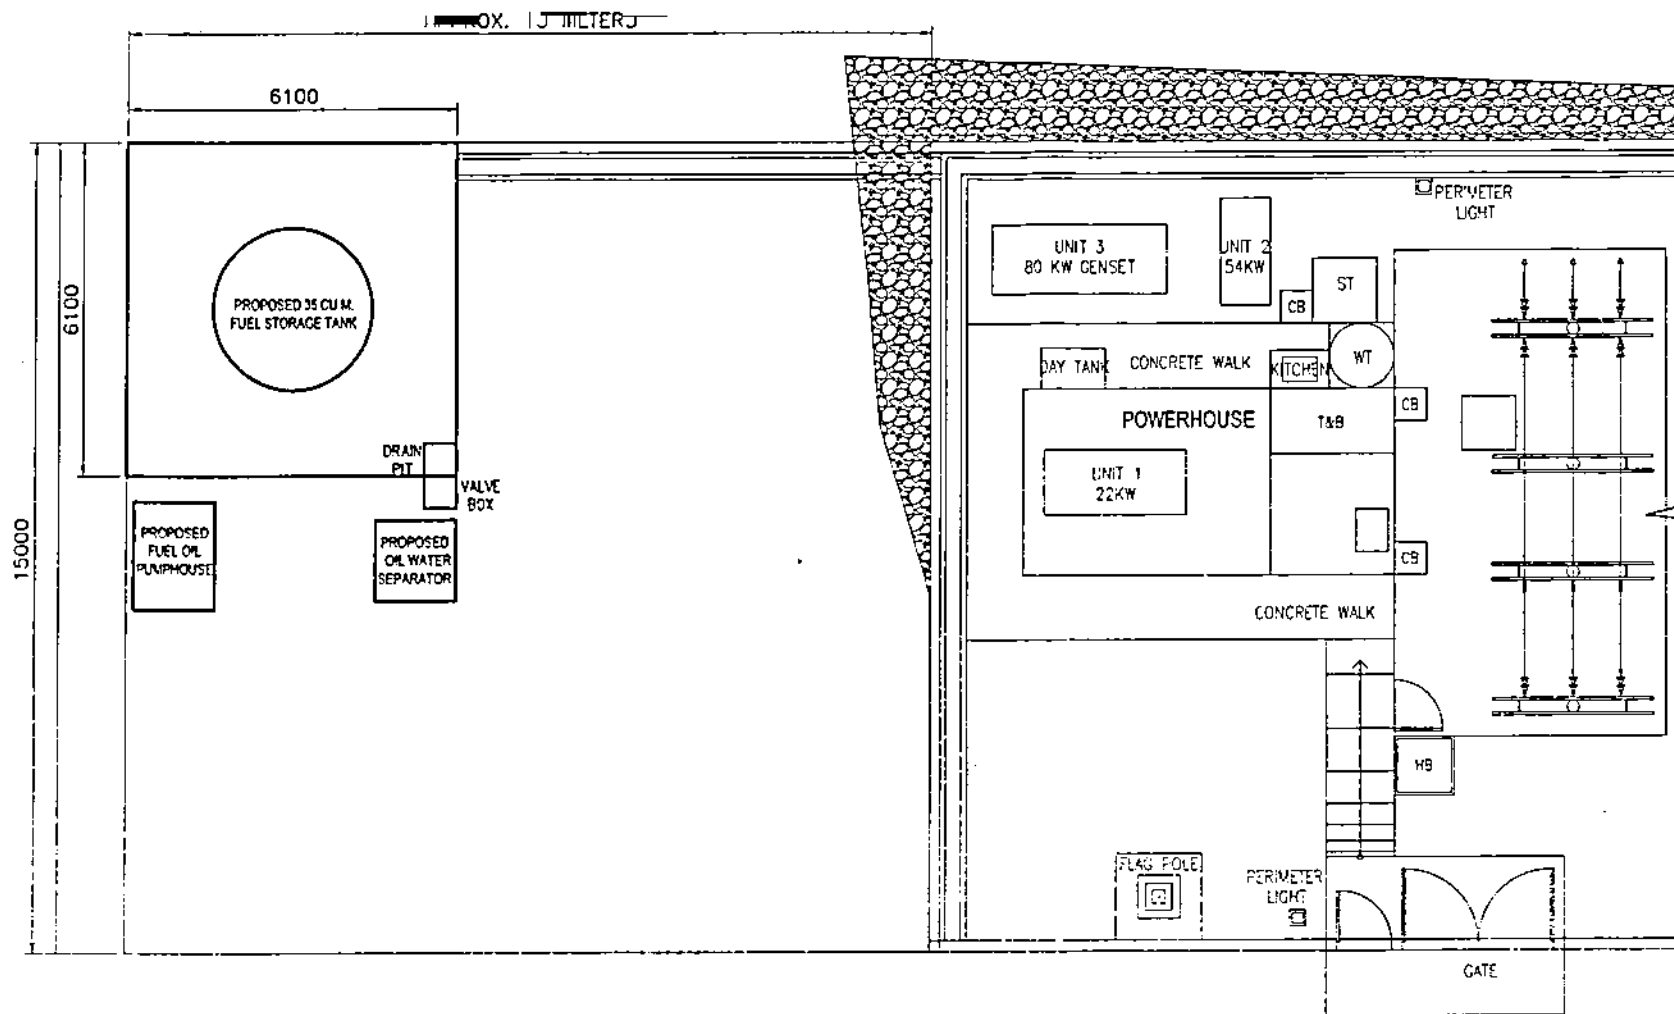 6100
6100
15000
PROPOSED 35 CU M.
FUEL STORAGE TANK
DRAIN
PIT
VALVE
BOX
PROPOSED
FUEL OIL
PUMPHOUSE
PROPOSED
OIL WATER
SEPARATOR
PERIMETER
LIGHT
UNIT 3
80 KW GENSET
UNIT 2
54KW
ST
CB
DAY TANK
CONCRETE WALK
KITCHEN
WT
POWERHOUSE
T&B
CB
UNIT 1
22KW
CB
CONCRETE WALK
HB
FLAG POLE
PERIMETER
LIGHT
GATE